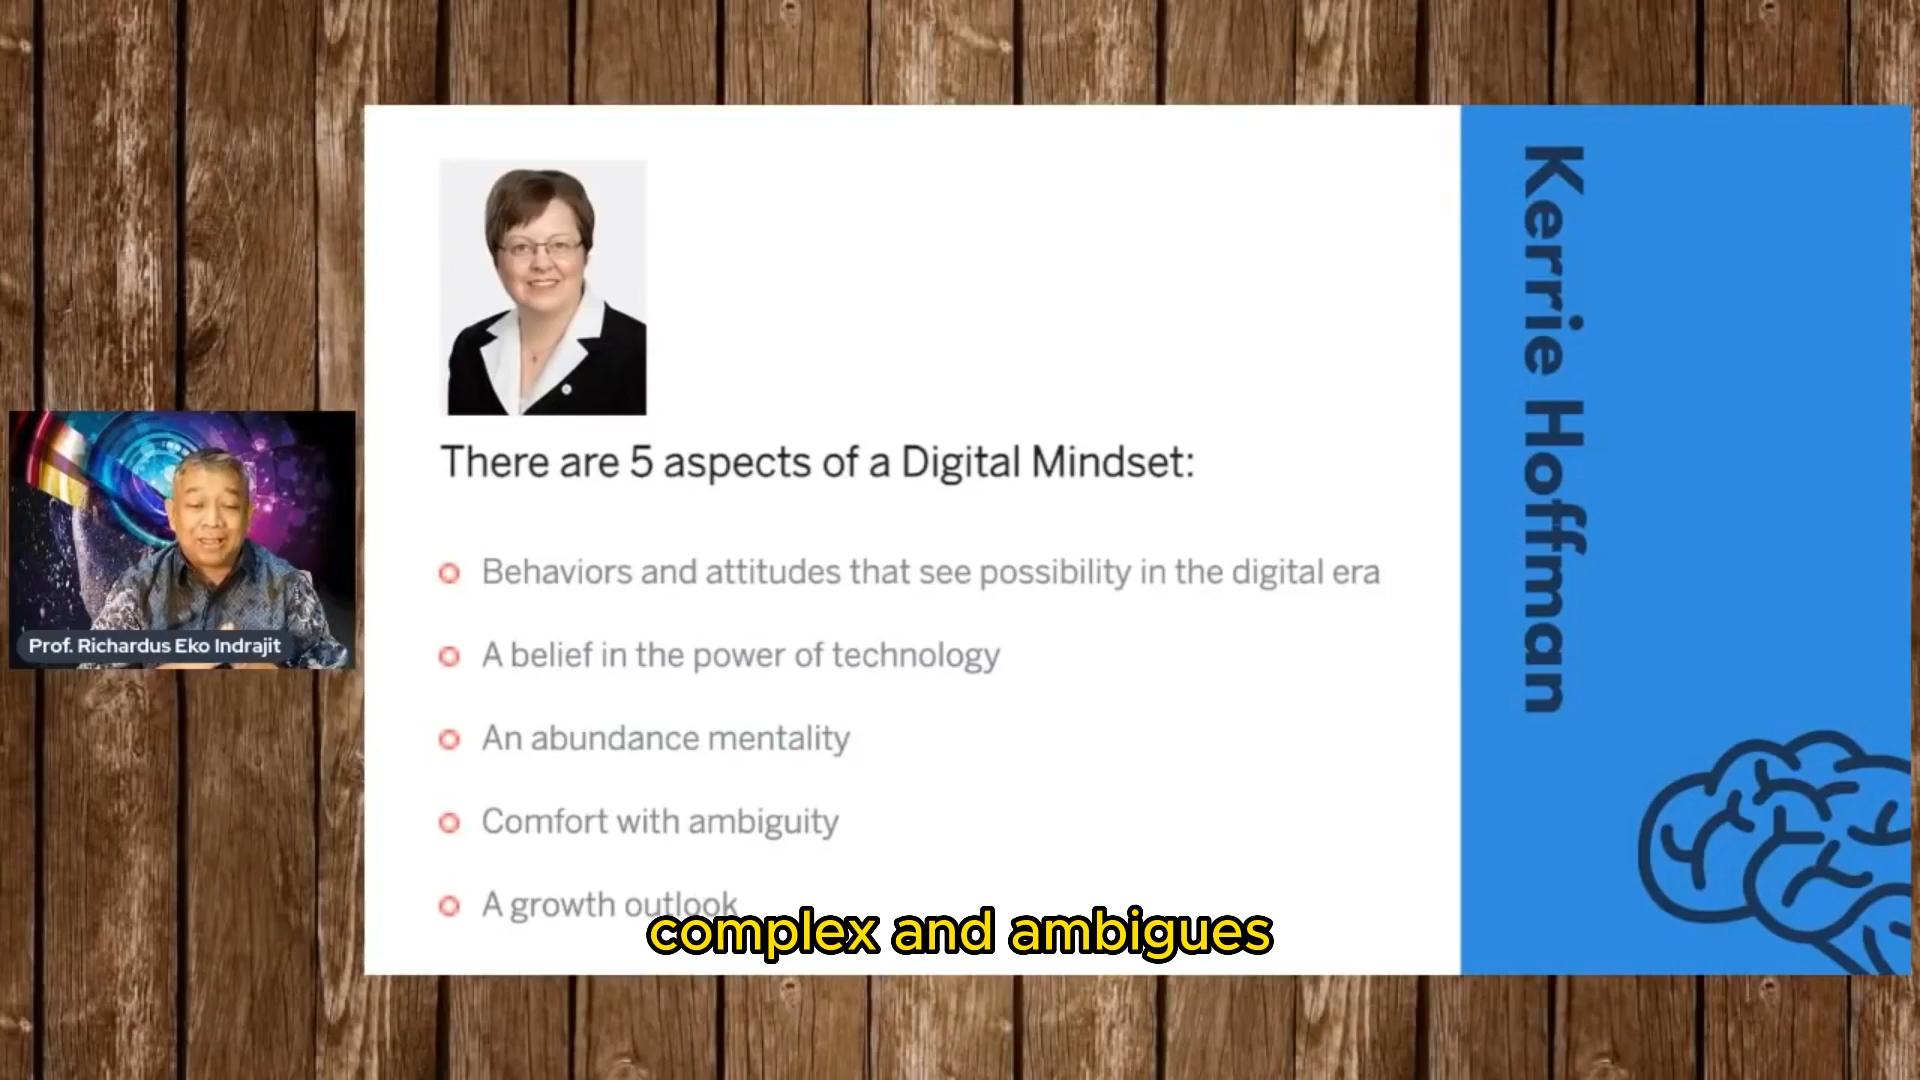 There are 5 aspects of a Digital Mindset:
Behaviors and attitudes that see possibility in the digital era
A belief in the power of technology
An abundance mentality
Comfort with ambiguity
A growth outlook
complex and ambigues
Kerrie Hoffman
Prof. Richardus Eko Indrajit